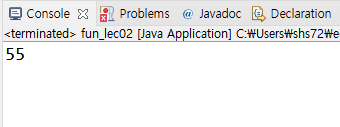 Console Problems @ Javadoc Declaration
<terminated> fun_lec02 [Java Application] C:₩Users₩shs72₩e
55